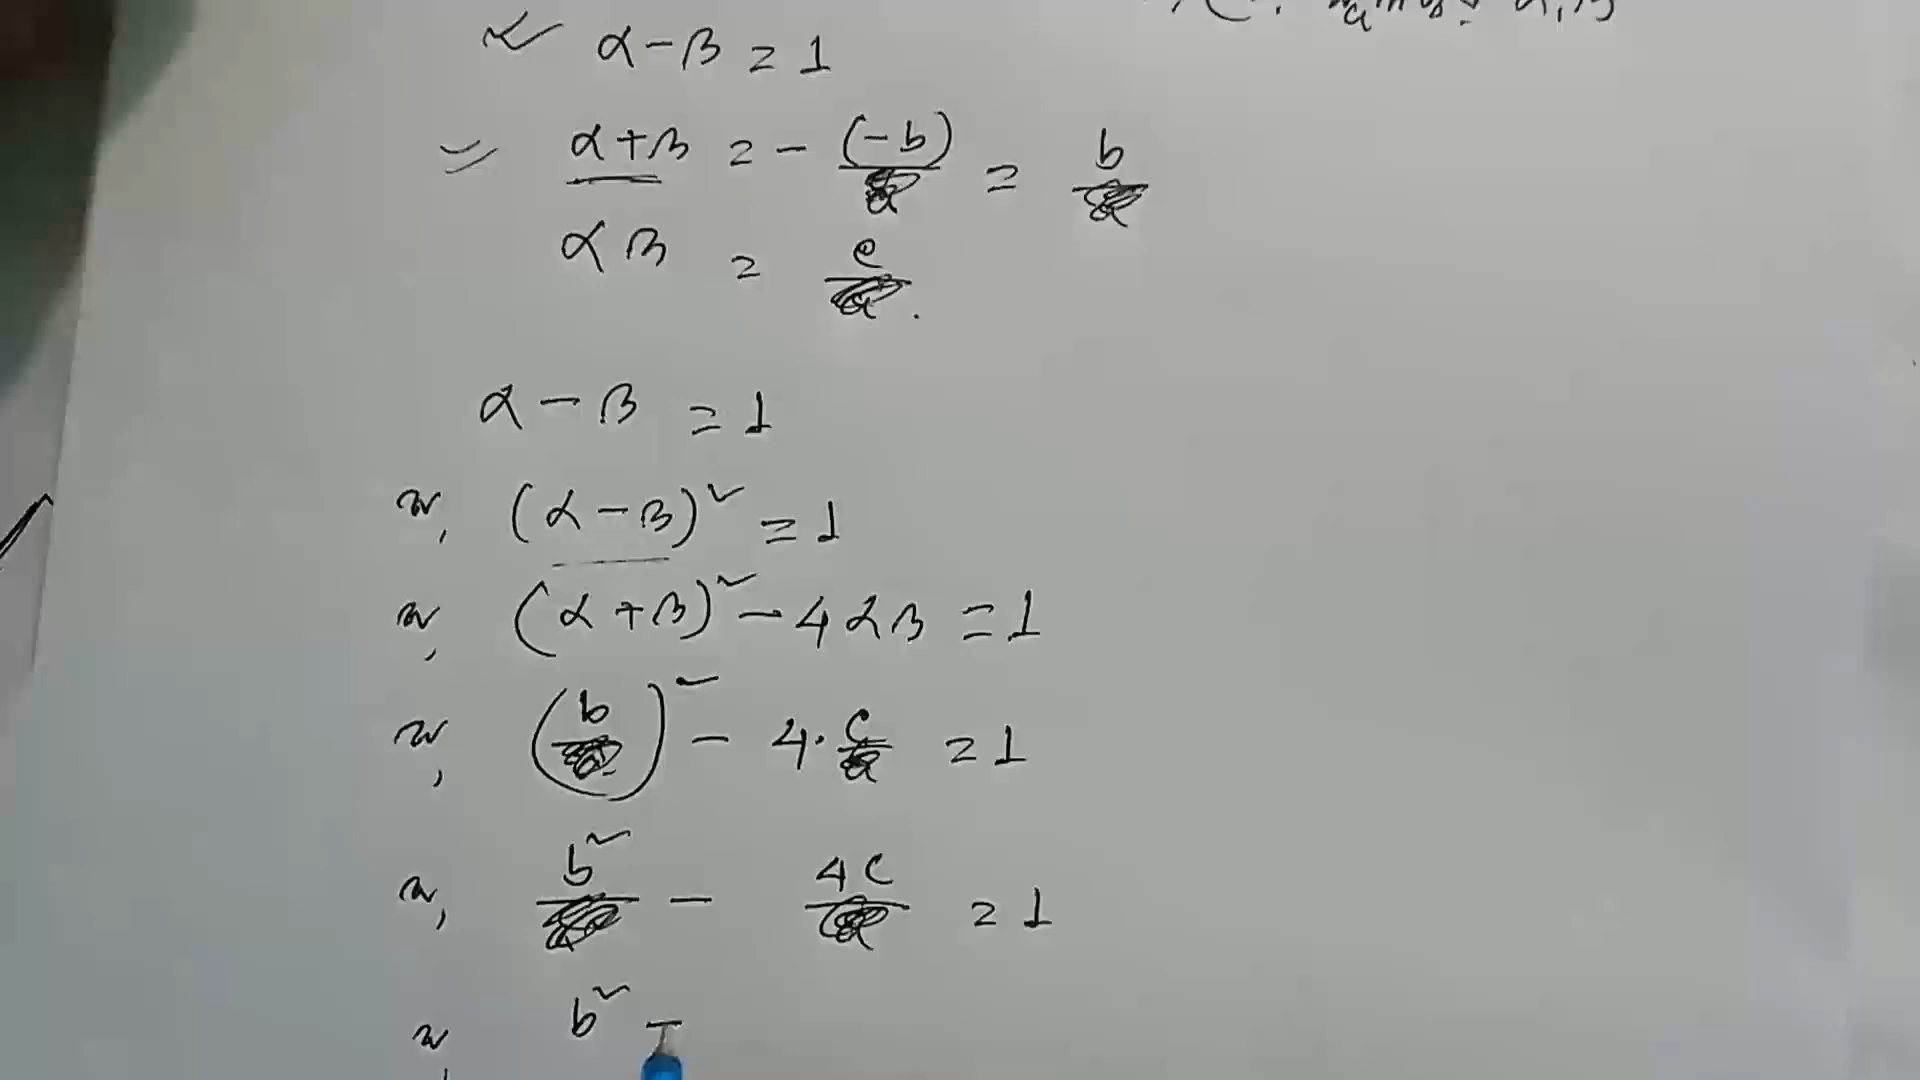 α - β = 1
⇒ α + β = - (-b) = b
αβ = c
α - β = 1
বা, (α - β)² = 1
বা, (α + β)² - 4αβ = 1
বা, (b)² - 4 · c = 1
বা, b² - 4c = 1
বা, b² -